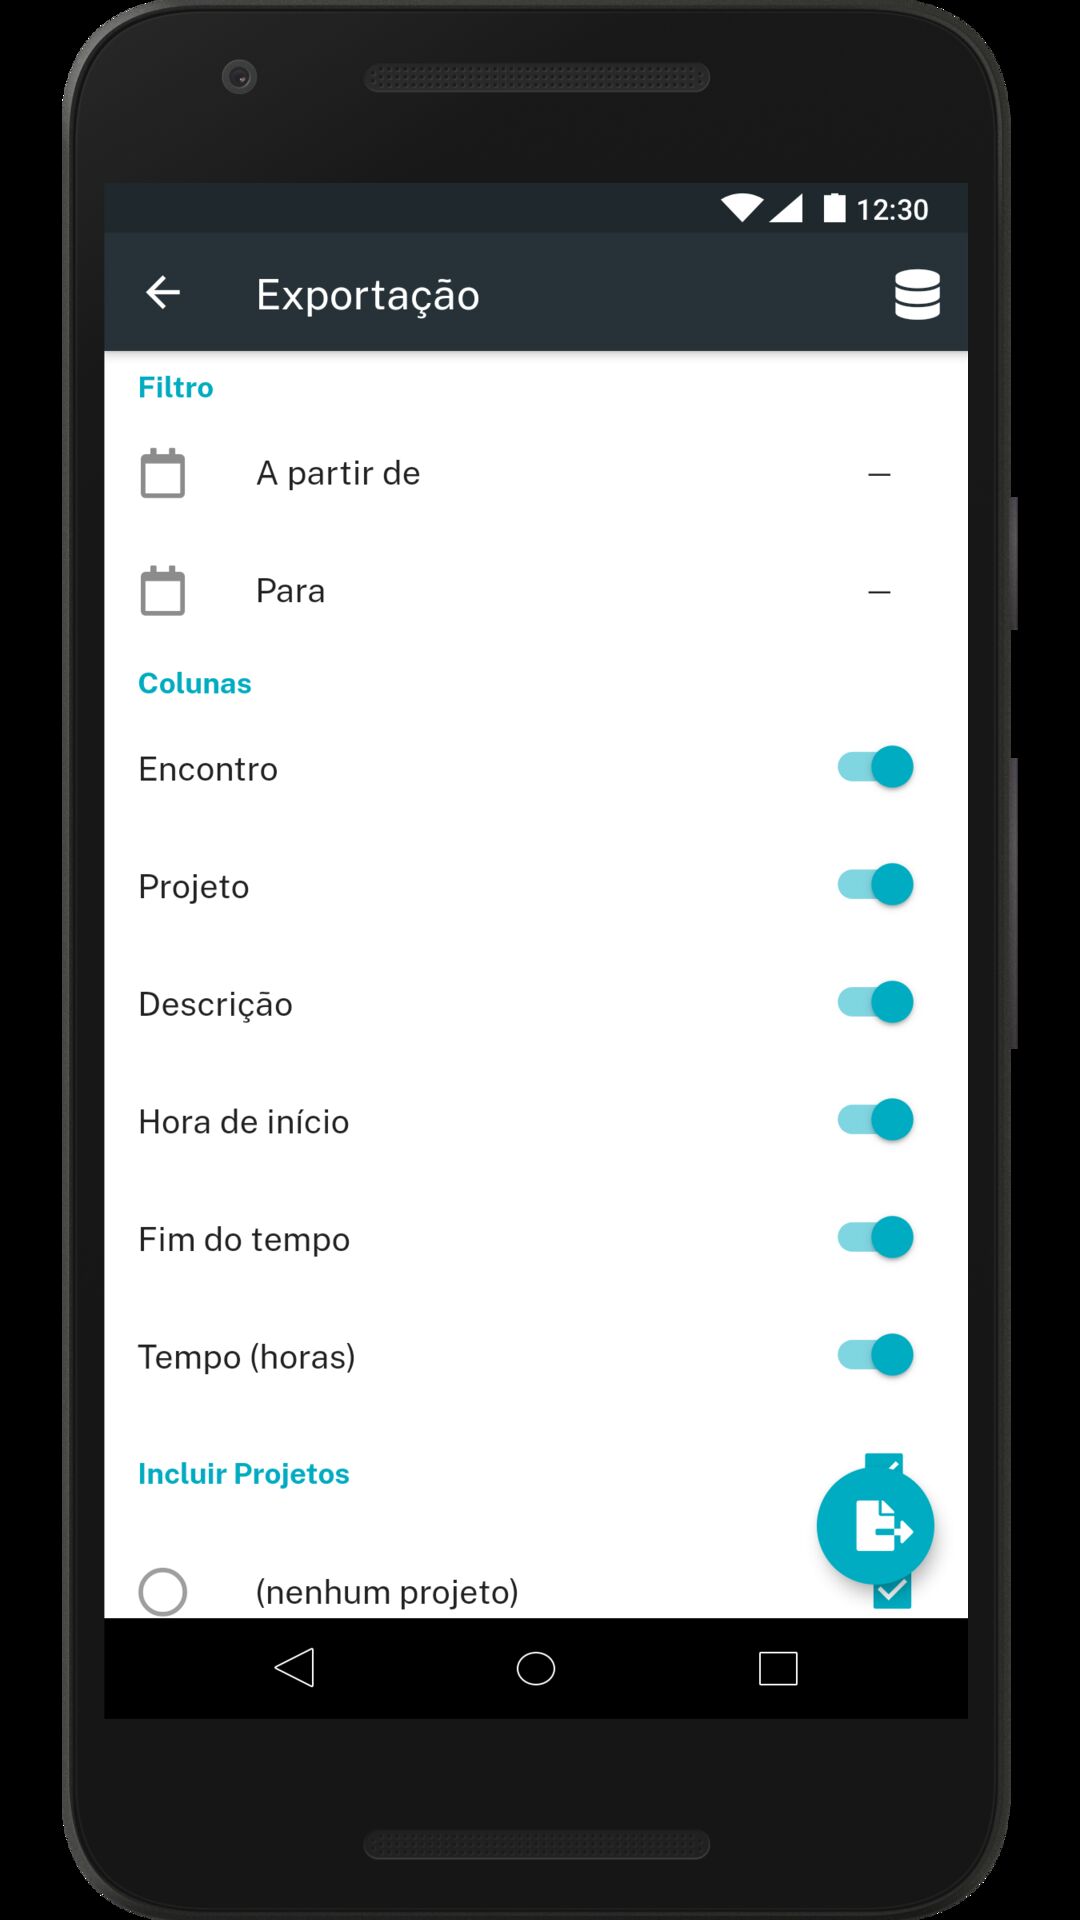 12:30
Exportação
Filtro
A partir de –
Para –
Colunas
Encontro
Projeto
Descrição
Hora de início
Fim do tempo
Tempo (horas)
Incluir Projetos
(nenhum projeto)